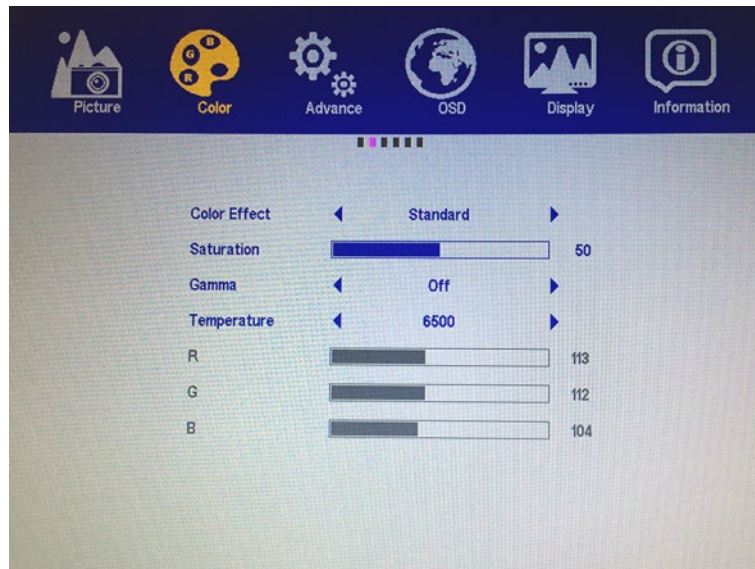 G B R
Picture Color Advance OSD Display Information
Color Effect Standard
Saturation 50
Gamma Off
Temperature 6500
R 113
G 112
B 104